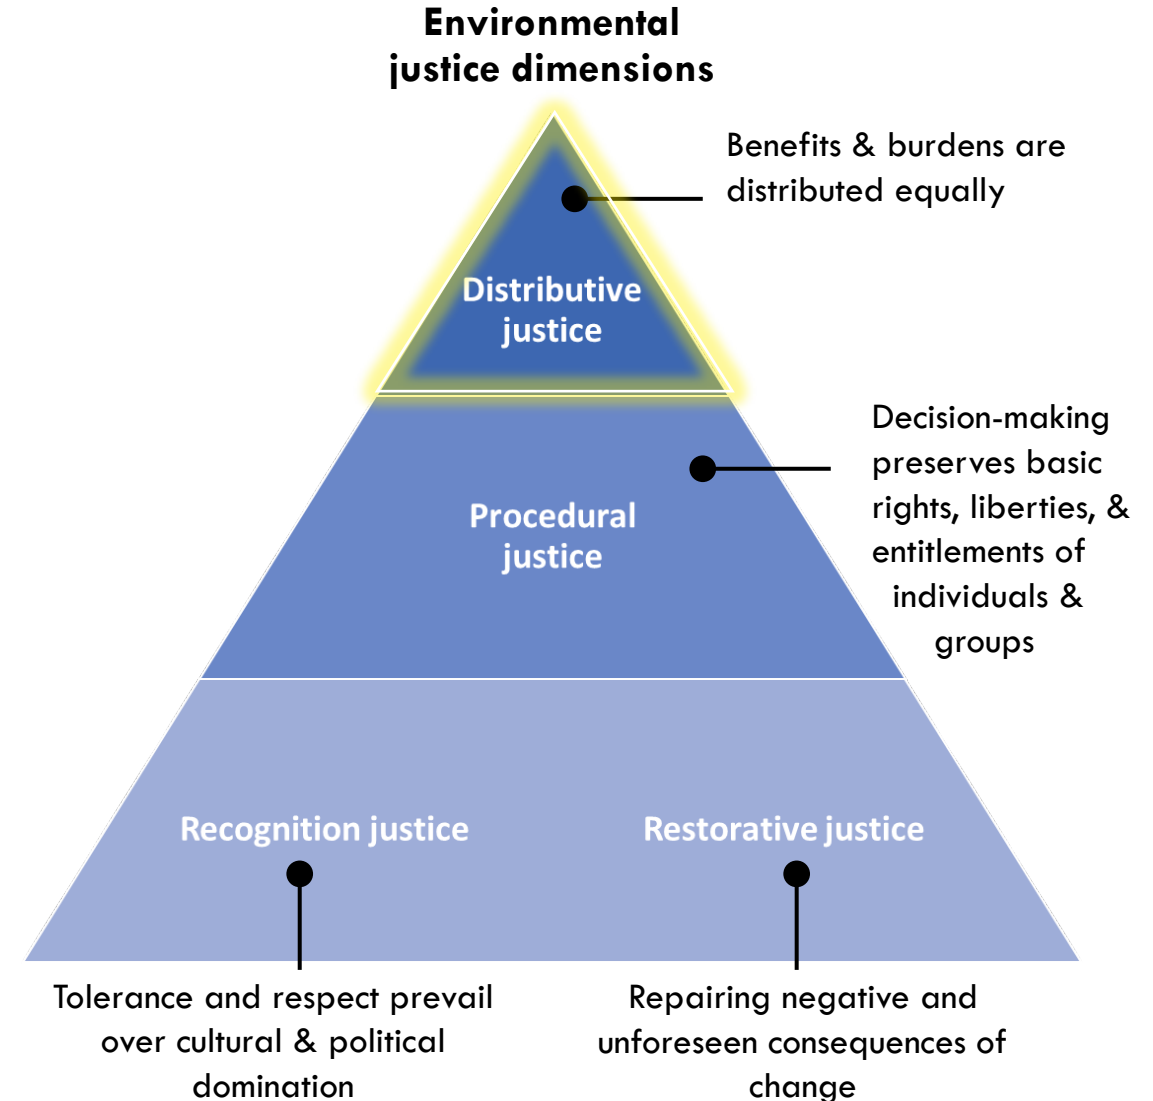 Environmental
justice dimensions
Benefits & burdens are
distributed equally
Distributive
justice
Decision-making
preserves basic
rights, liberties, &
entitlements of
individuals &
groups
Procedural
justice
Recognition justice
Restorative justice
Tolerance and respect prevail
over cultural & political
domination
Repairing negative and
unforeseen consequences of
change